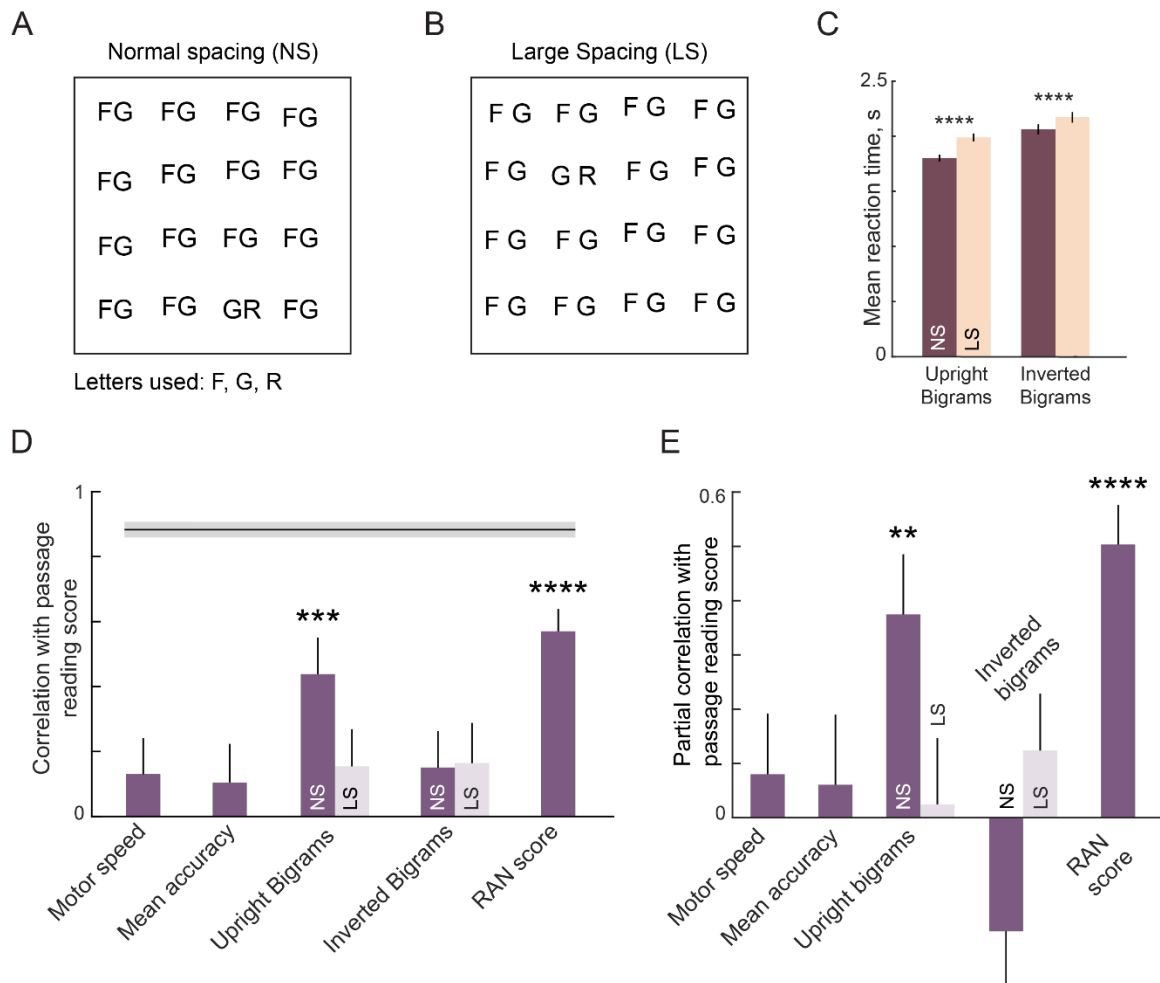 A
Normal spacing (NS)
FG FG FG FG
FG FG FG FG
FG FG FG FG
FG FG GR FG
Letters used: F, G, R
B
Large Spacing (LS)
F G F G F G F G
F G G R F G F G
F G F G F G F G
F G F G F G F G
C
Mean reaction time, s
2.5
0
****
****
NS
LS
Upright
Bigrams
Inverted
Bigrams
D
Correlation with passage
reading score
1
0
***
****
NS
LS
NS
LS
Motor speed
Mean accuracy
Upright Bigrams
Inverted Bigrams
RAN score
E
Partial correlation with
passage reading score
0.6
0
**
****
NS
LS
Inverted
bigrams
NS
LS
Motor speed
Mean accuracy
Upright bigrams
RAN
score